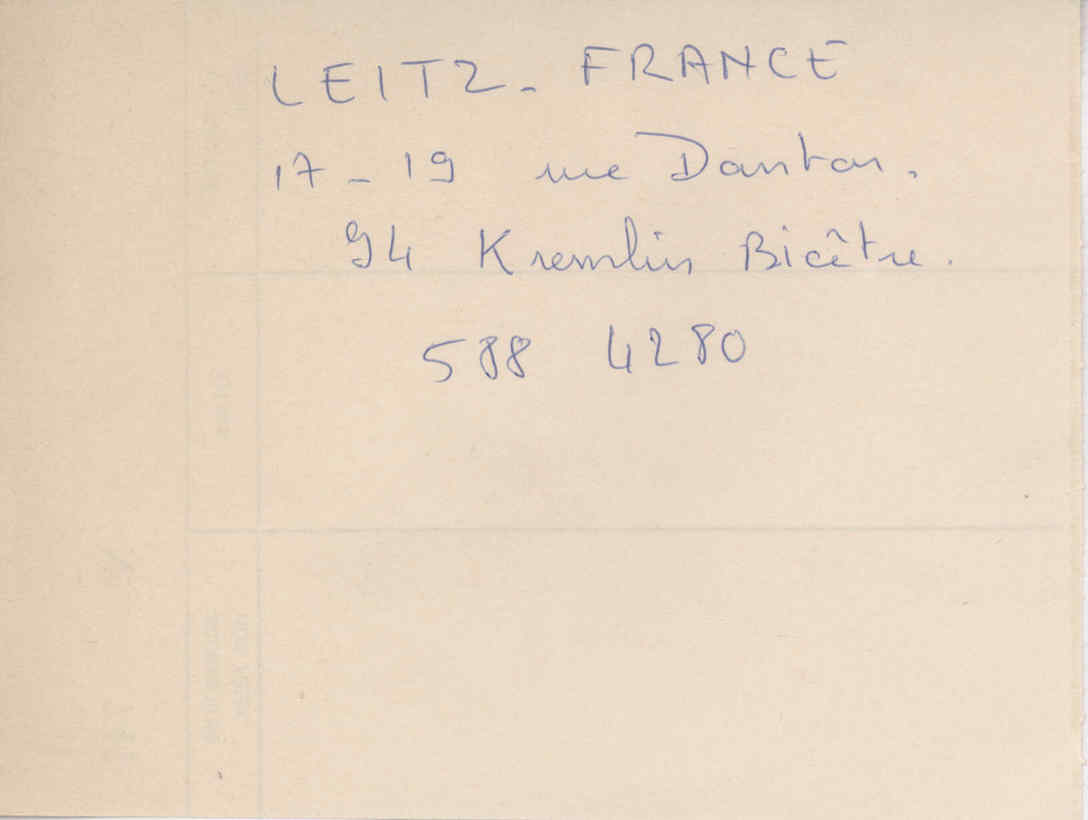 LEITZ - FRANCE
17 - 19 rue Danton.
94 Kremlin Bicêtre.
588 4280